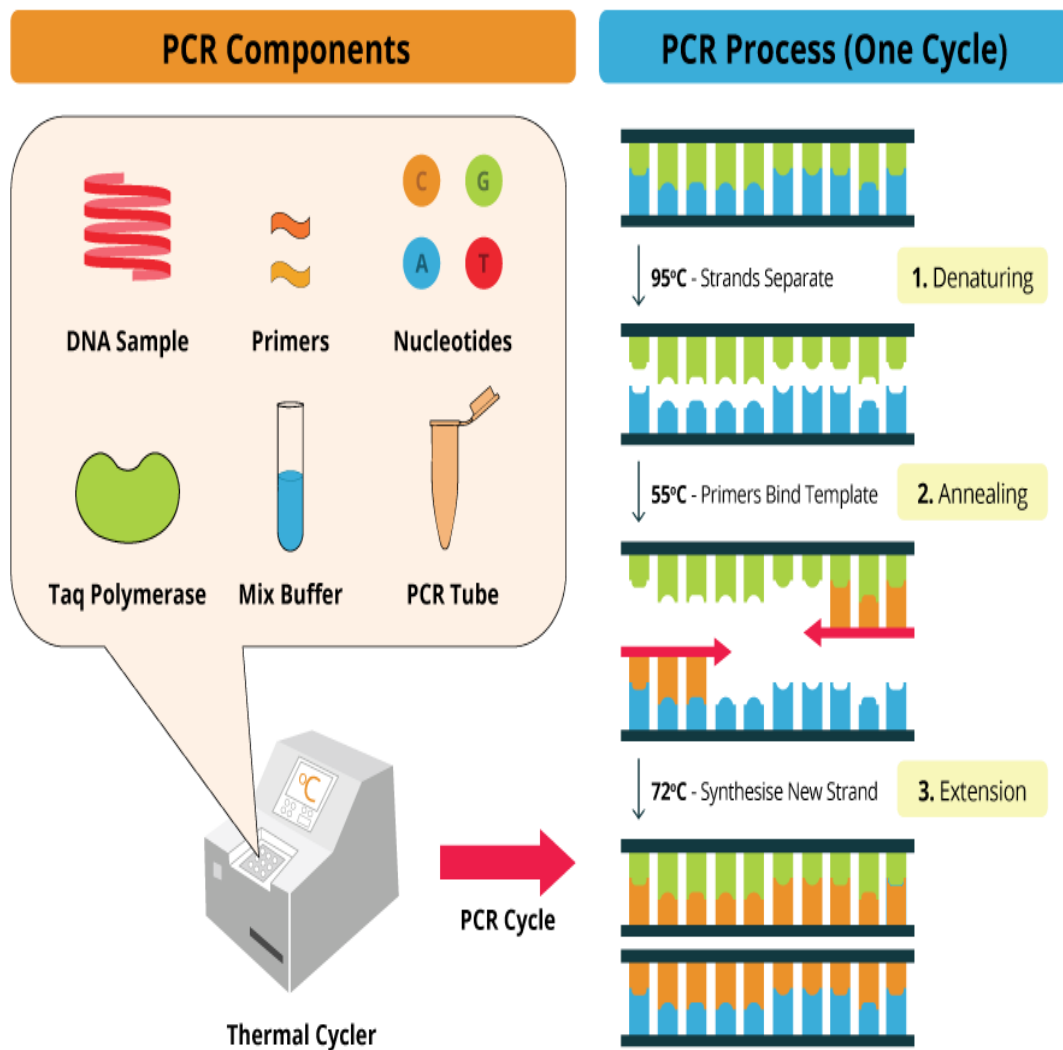 PCR Components
DNA Sample
Primers
C
G
A
T
Nucleotides
Taq Polymerase
Mix Buffer
PCR Tube
°C
Thermal Cycler
PCR Cycle
PCR Process (One Cycle)
95ºC - Strands Separate
1. Denaturing
55ºC - Primers Bind Template
2. Annealing
72ºC - Synthesise New Strand
3. Extension